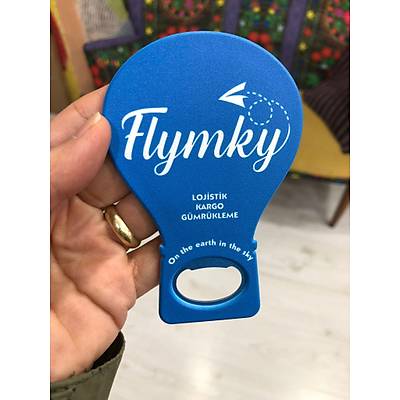 Flymky
LOJİSTİK
KARGO
GÜMRÜKLEME
On the earth in the sky